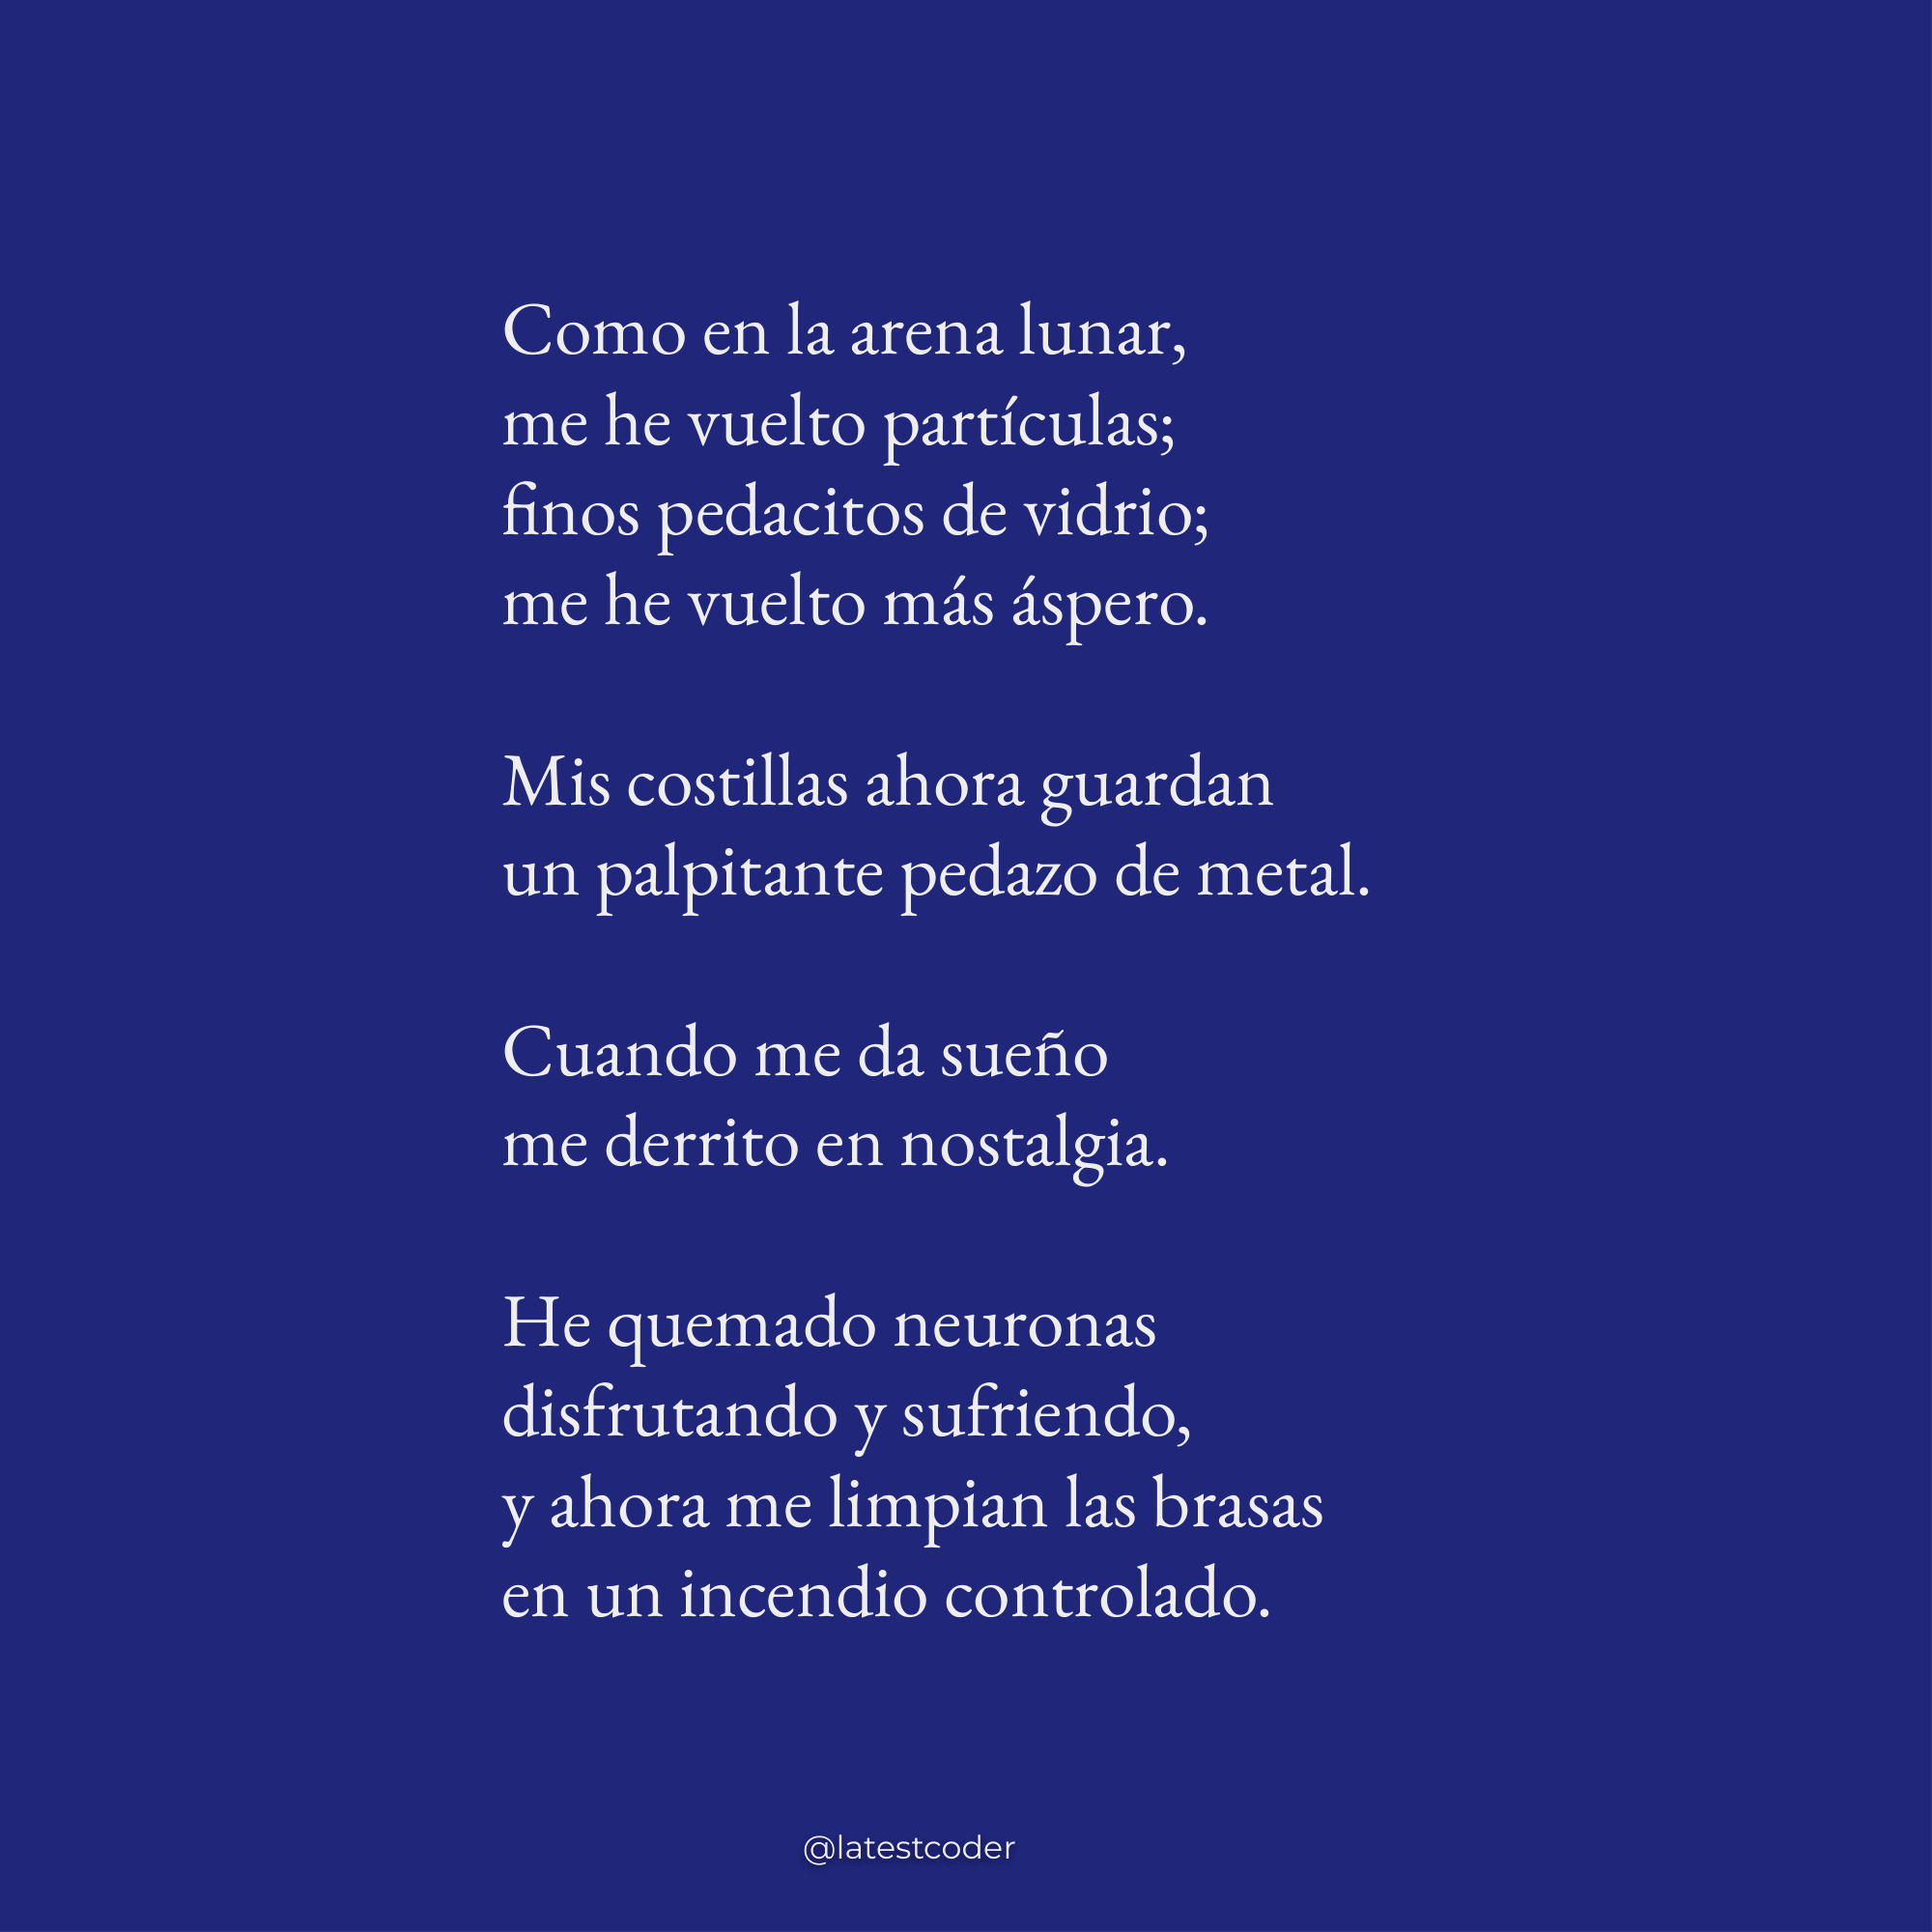 Como en la arena lunar,
me he vuelto partículas;
finos pedacitos de vidrio;
me he vuelto más áspero.
Mis costillas ahora guardan
un palpitante pedazo de metal.
Cuando me da sueño
me derrito en nostalgia.
He quemado neuronas
disfrutando y sufriendo,
y ahora me limpian las brasas
en un incendio controlado.
@latestcoder